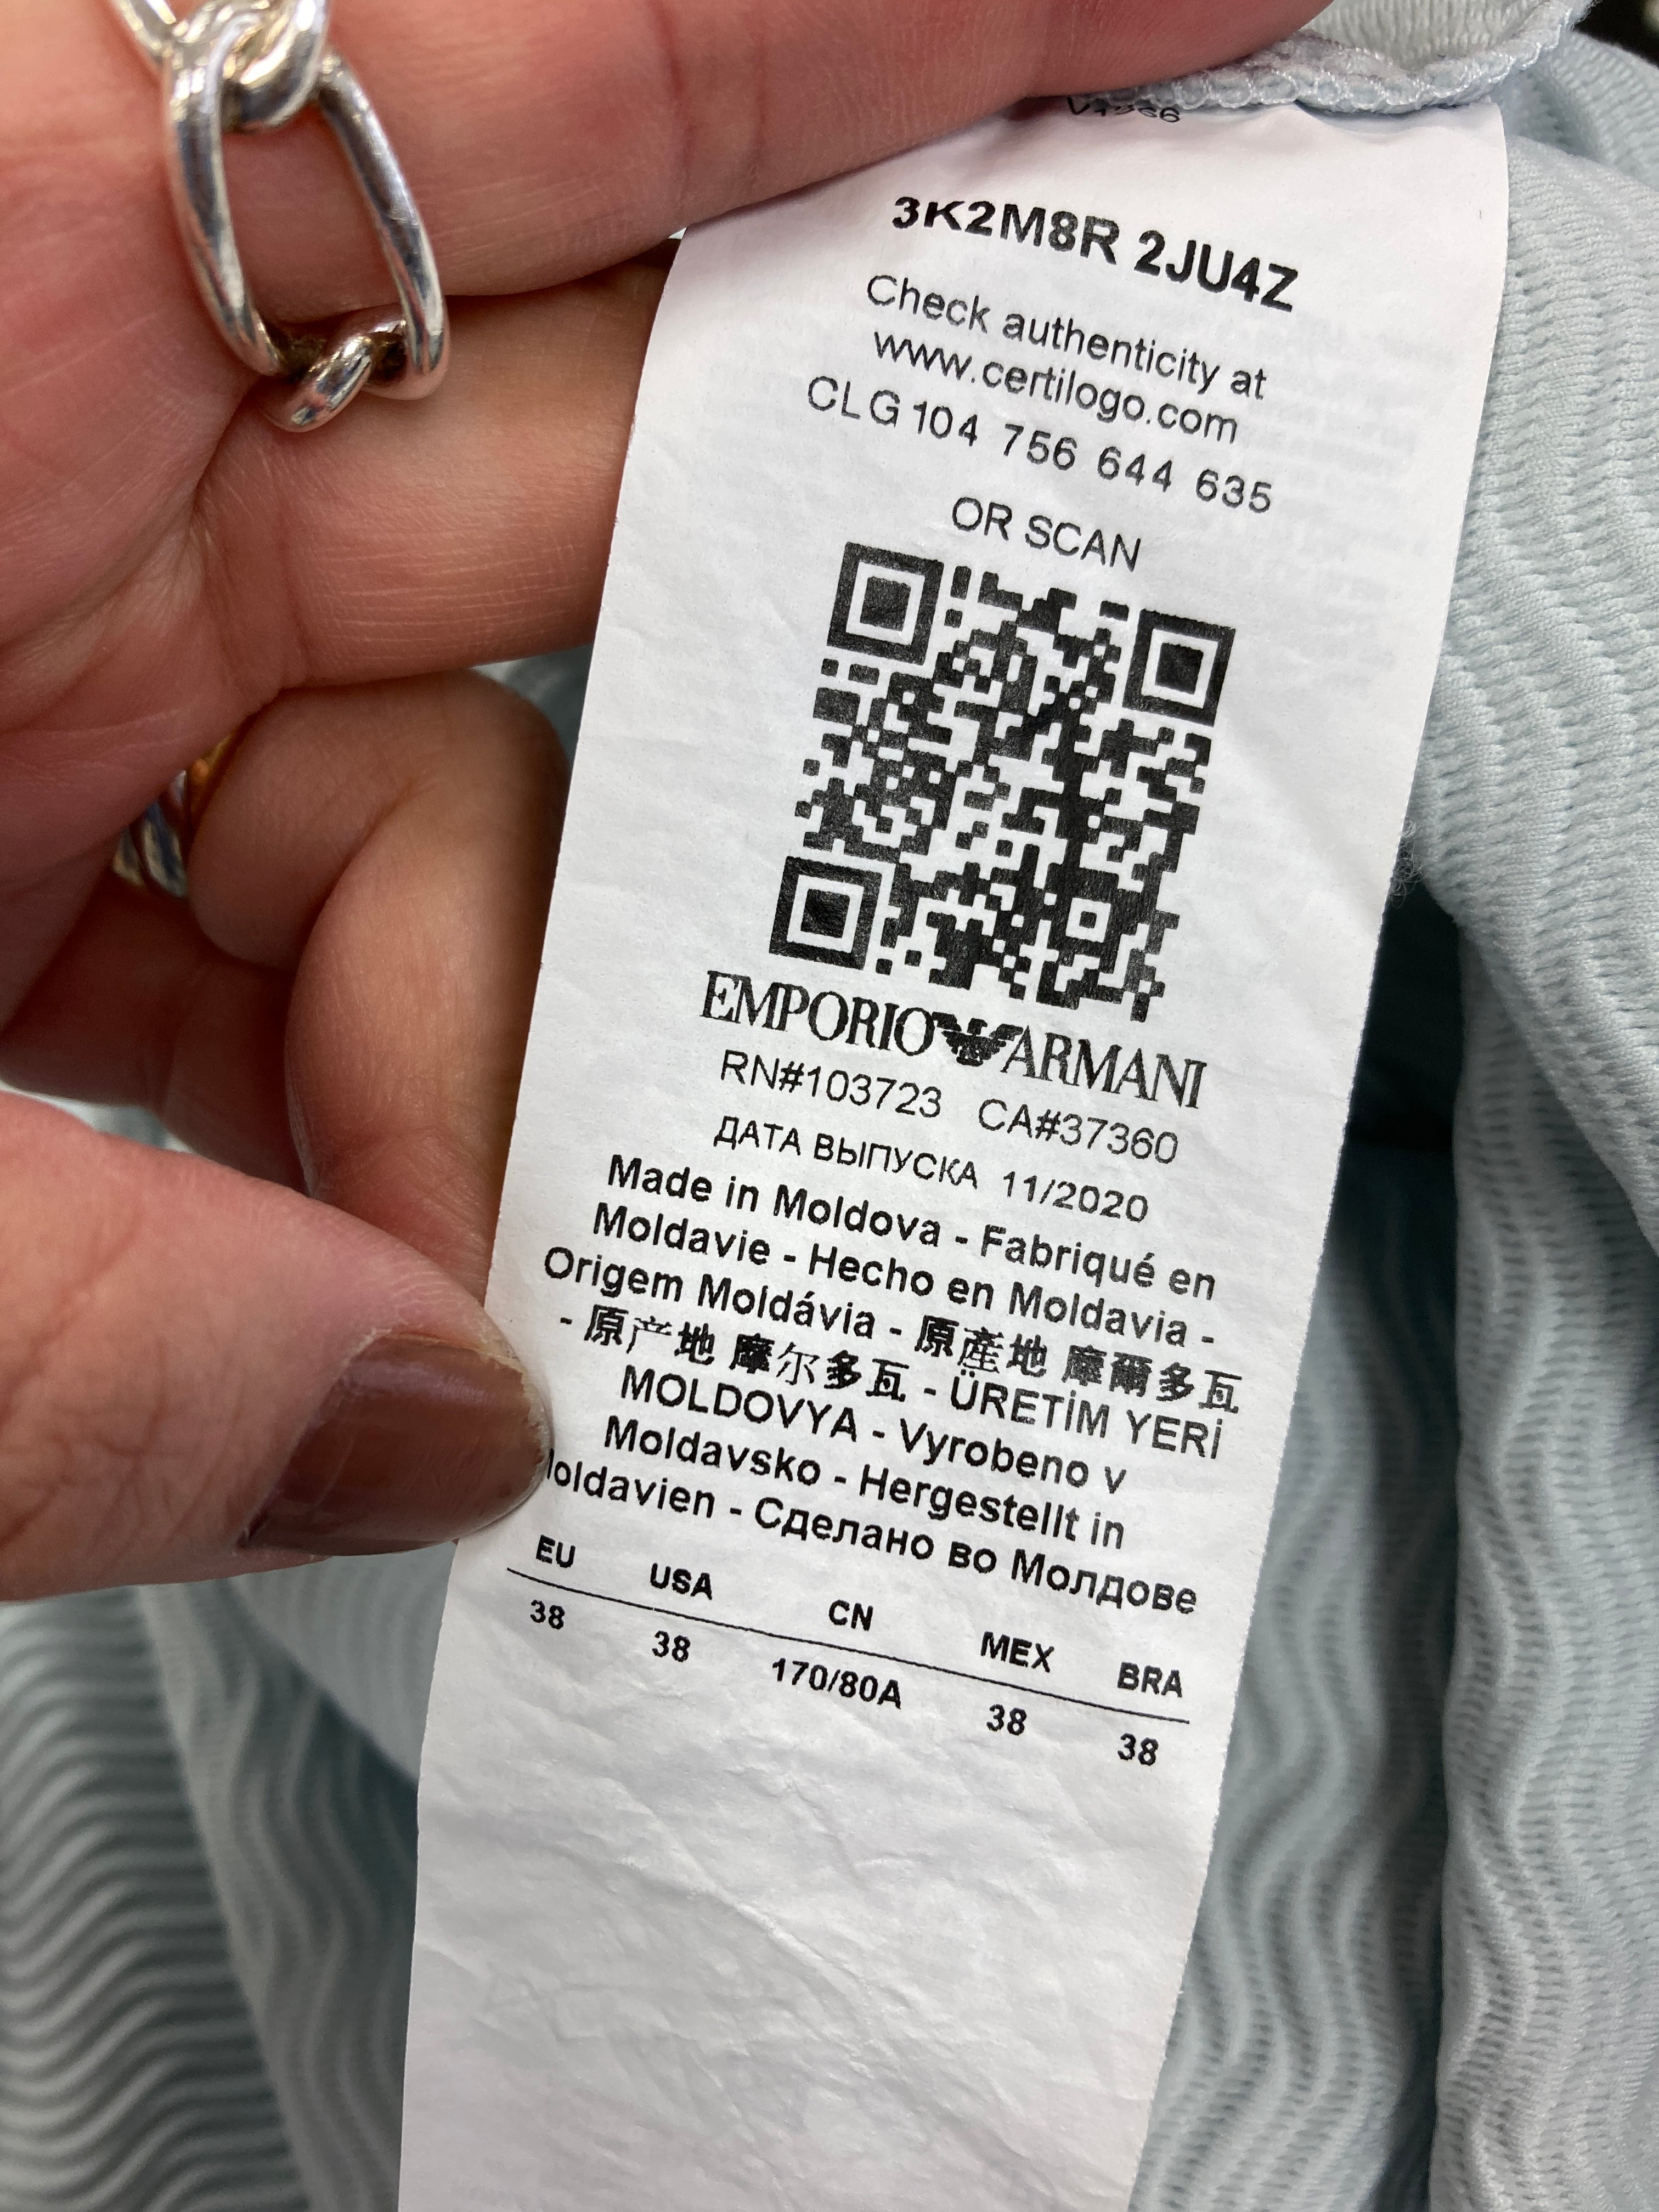 3K2M8R 2JU4Z
Check authenticity at
www.certilogo.com
CLG 104 756 644 635
OR SCAN
EMPORIO ARMANI
RN#103723 CA#37360
ДАТА ВЫПУСКА 11/2020
Made in Moldova - Fabriqué en
Moldavie - Hecho en Moldavia -
Origem Moldávia - 原產地 摩爾多瓦
- 原产地 摩尔多瓦 - ÜRETİM YERİ
MOLDOVYA - Vyrobeno v
Moldavsko - Hergestellt in
oldavien - Сделано во Молдове
EU USA CN MEX BRA
38 38 170/80A 38 38